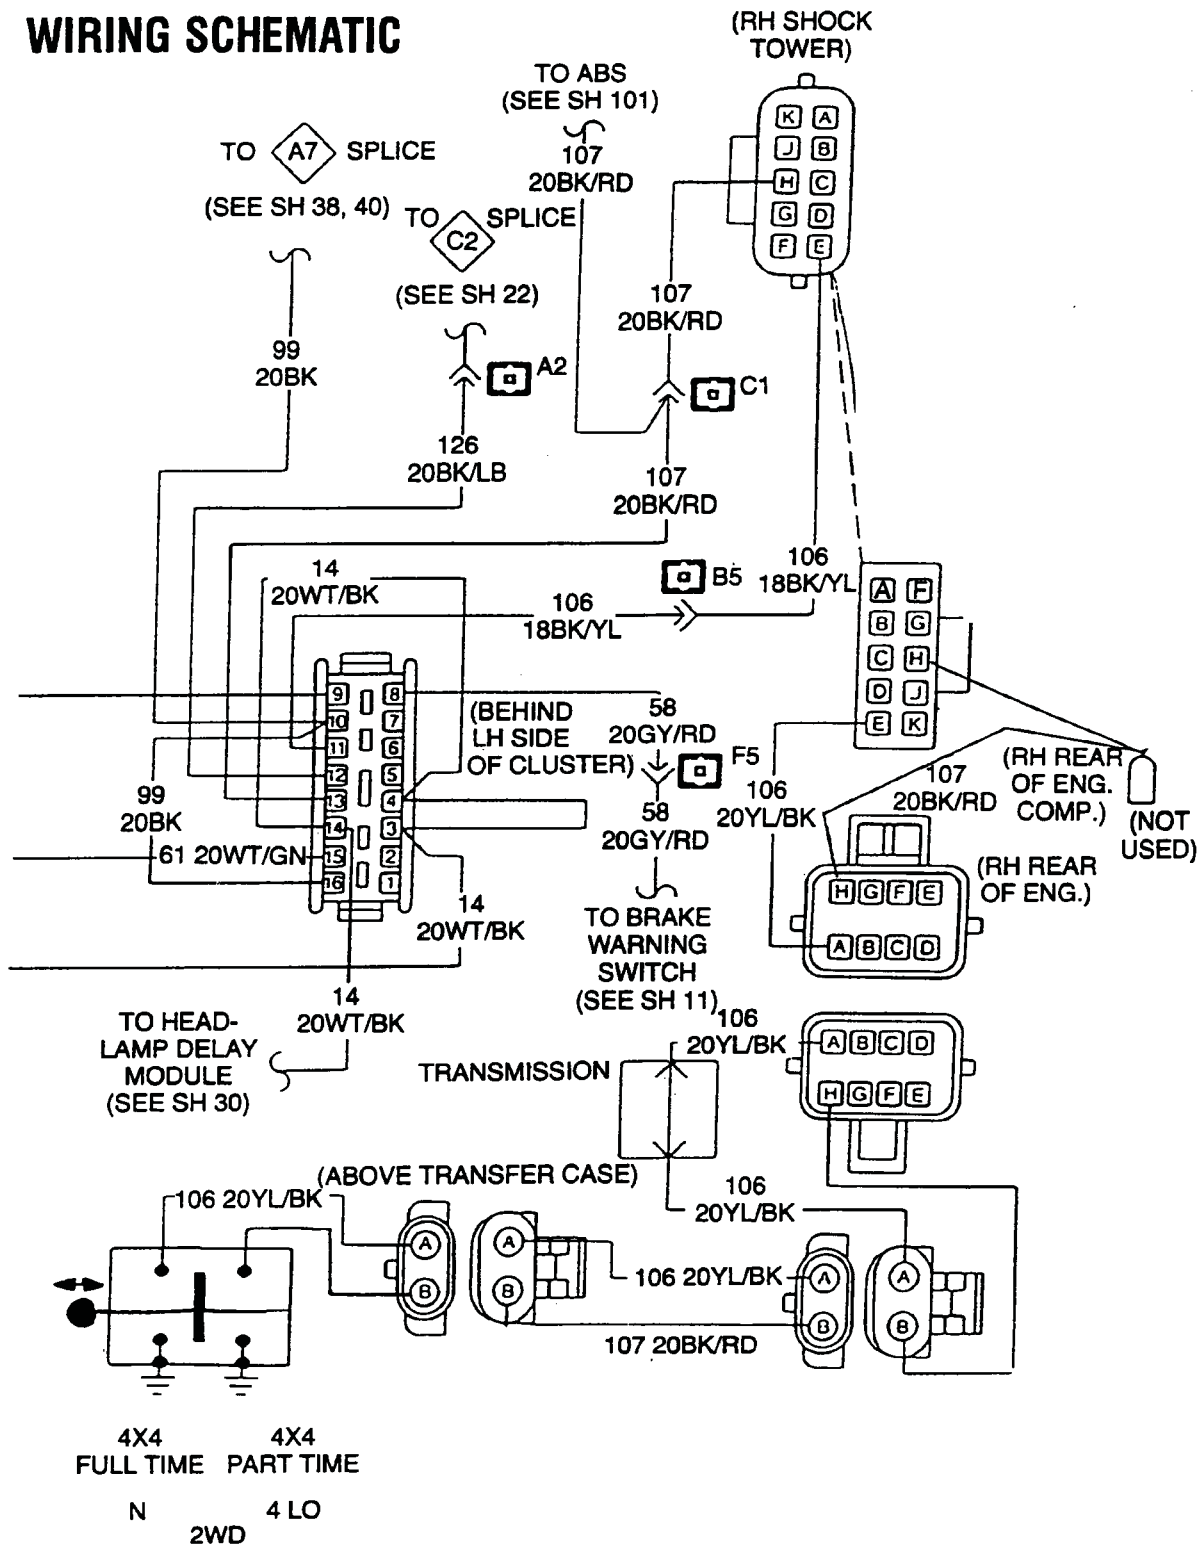 WIRING SCHEMATIC
(RH SHOCK
TOWER)
TO ABS
(SEE SH 101)
107
20BK/RD
K A
J B
H C
G D
F E
TO A7 SPLICE
(SEE SH 38, 40)
TO C2 SPLICE
(SEE SH 22)
99
20BK
A2
126
20BK/LB
107
20BK/RD
C1
107
20BK/RD
14
20WT/BK
106
18BK/YL
B5
106
18BK/YL
A F
B G
C H
D J
E K
9 8
10 7
11 6
12 5
13 4
14 3
15 2
16 1
(BEHIND
LH SIDE
OF CLUSTER)
58
20GY/RD
F5
58
20GY/RD
TO BRAKE
WARNING
SWITCH
(SEE SH 11)
99
20BK
61 20WT/GN
14
20WT/BK
14
20WT/BK
TO HEAD-
LAMP DELAY
MODULE
(SEE SH 30)
106
20YL/BK
107
20BK/RD
(RH REAR
OF ENG.
COMP.)
(NOT
USED)
(RH REAR
OF ENG.)
H G F E
A B C D
106
20YL/BK
A B C D
H G F E
TRANSMISSION
106
20YL/BK
(ABOVE TRANSFER CASE)
106 20YL/BK
A
B
A
B
106 20YL/BK
107 20BK/RD
A
B
A
B
4X4
FULL TIME
4X4
PART TIME
N
4 LO
2WD